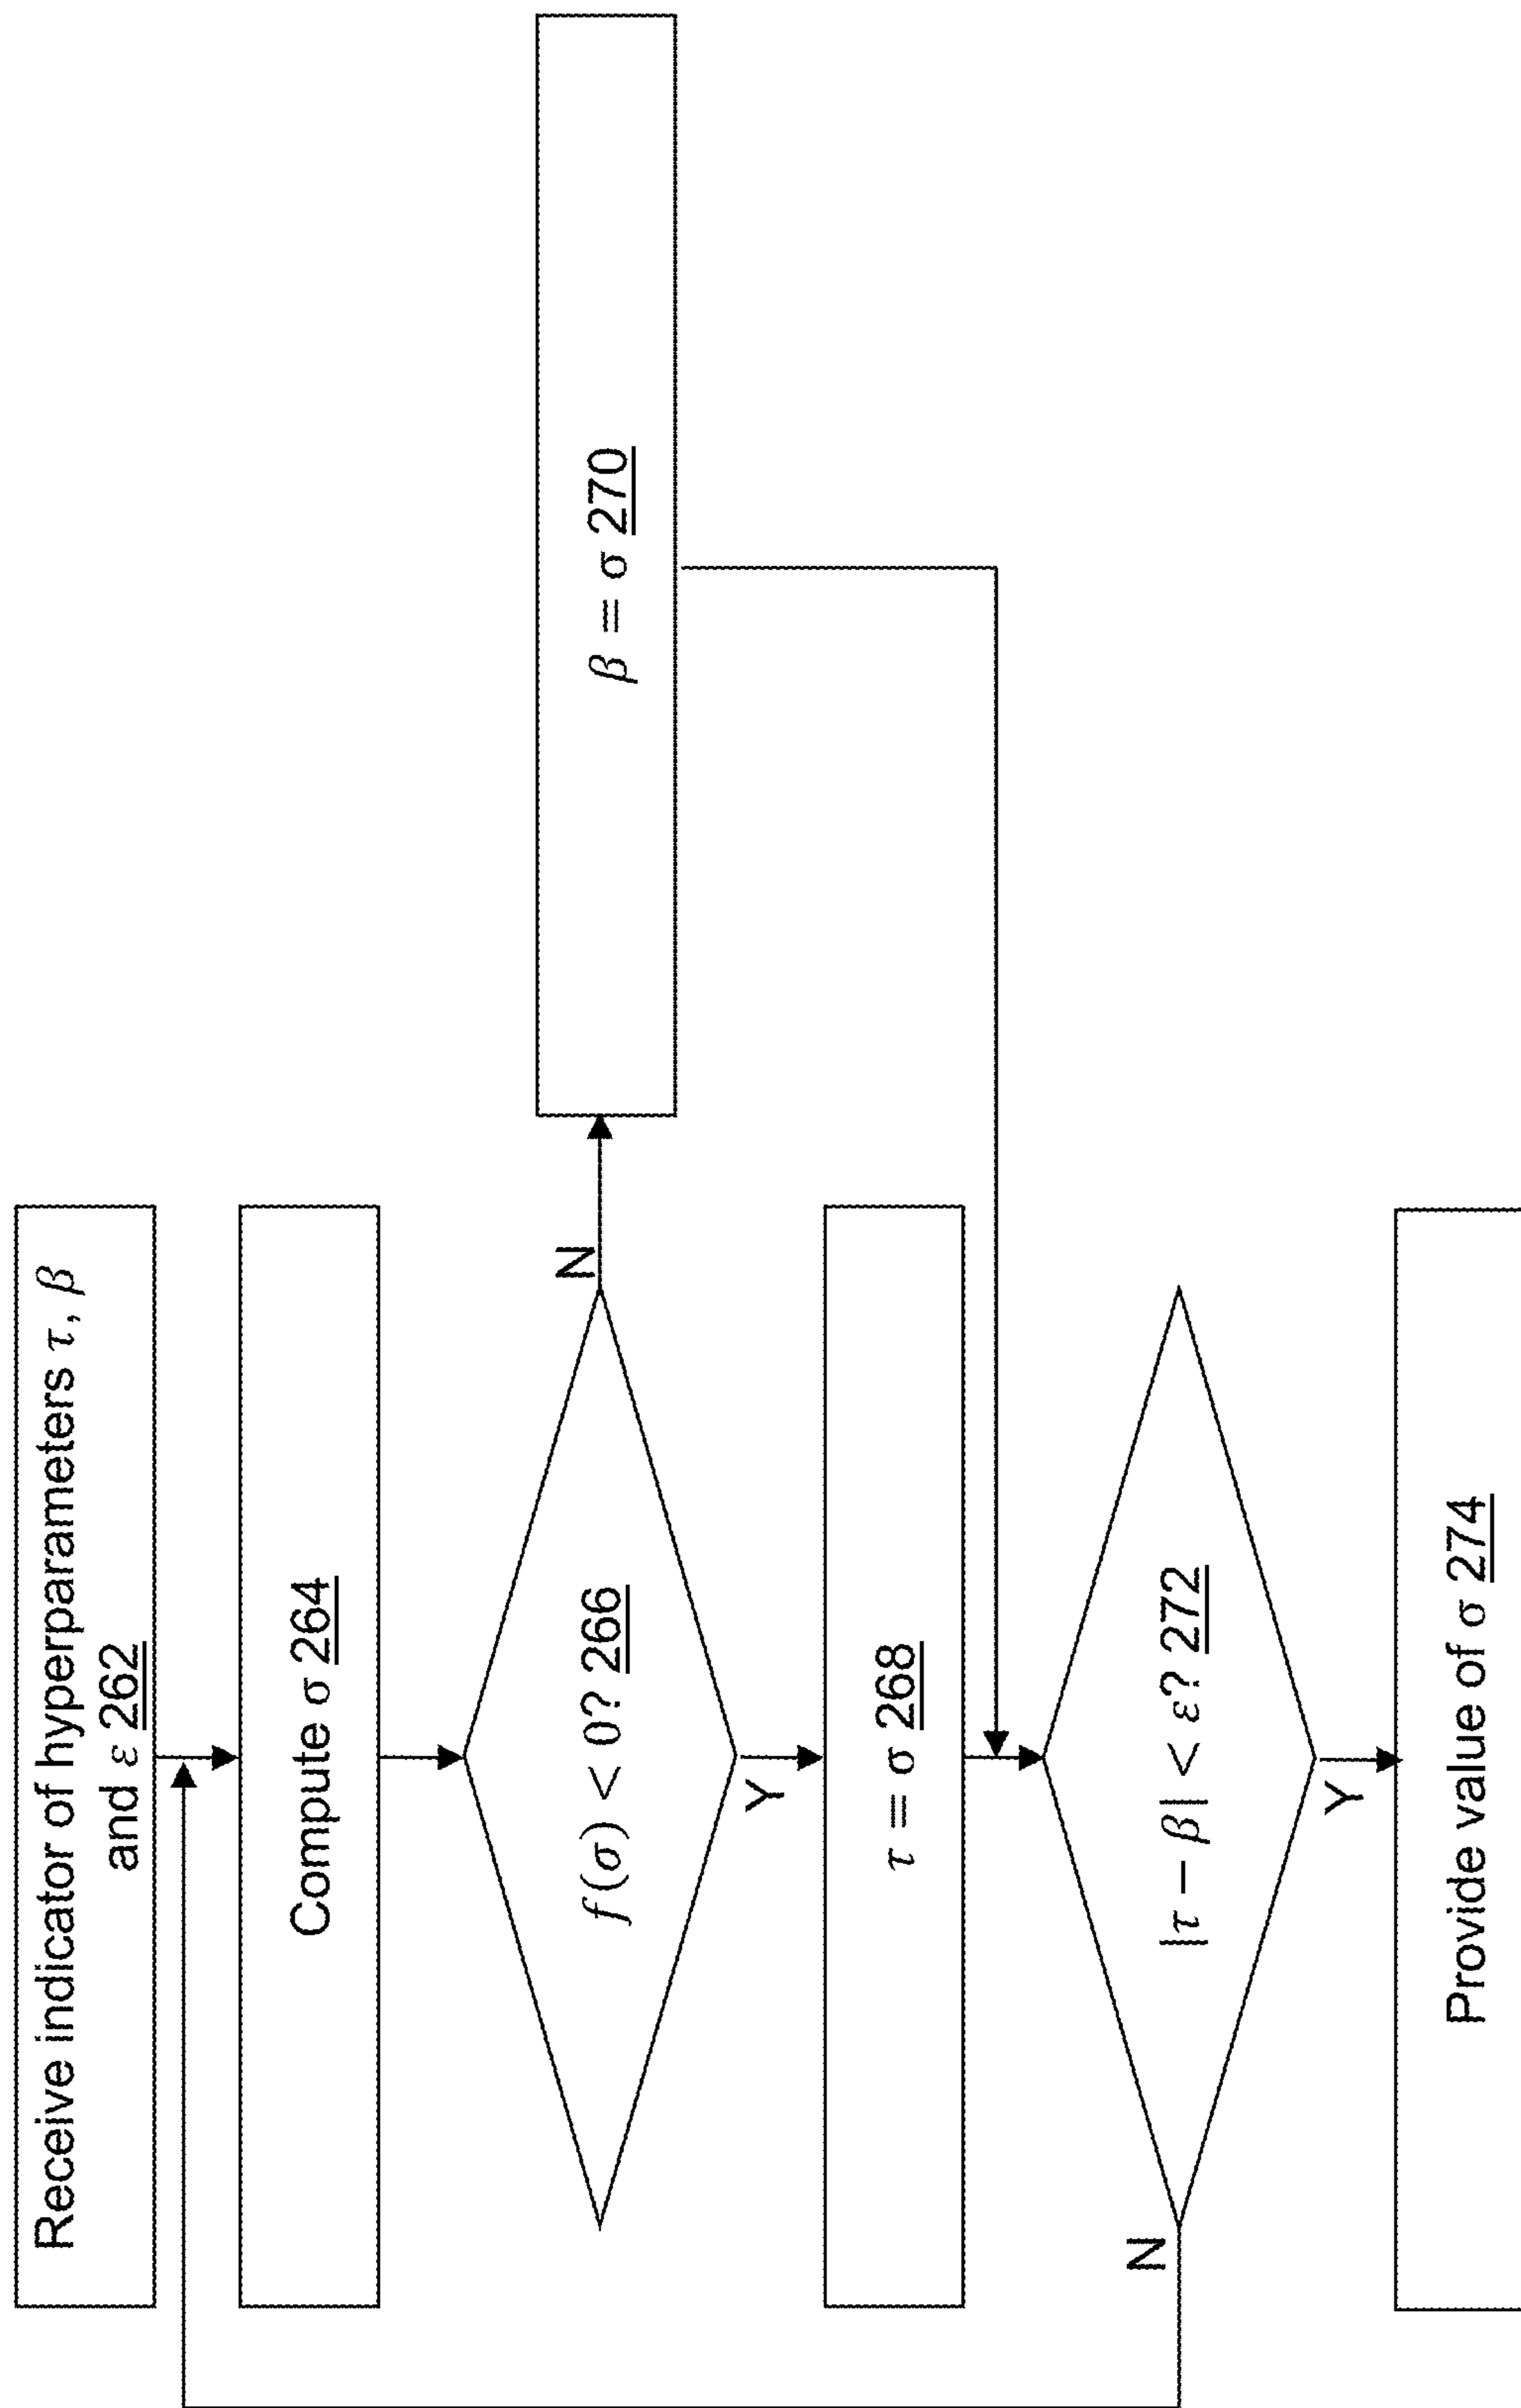 Receive indicator of hyperparameters τ, β
and ε 262
Compute σ 264
f(σ) < 0? 266
N
β = σ 270
Y
τ = σ 268
|τ − β| < ε? 272
N
Y
Provide value of σ 274